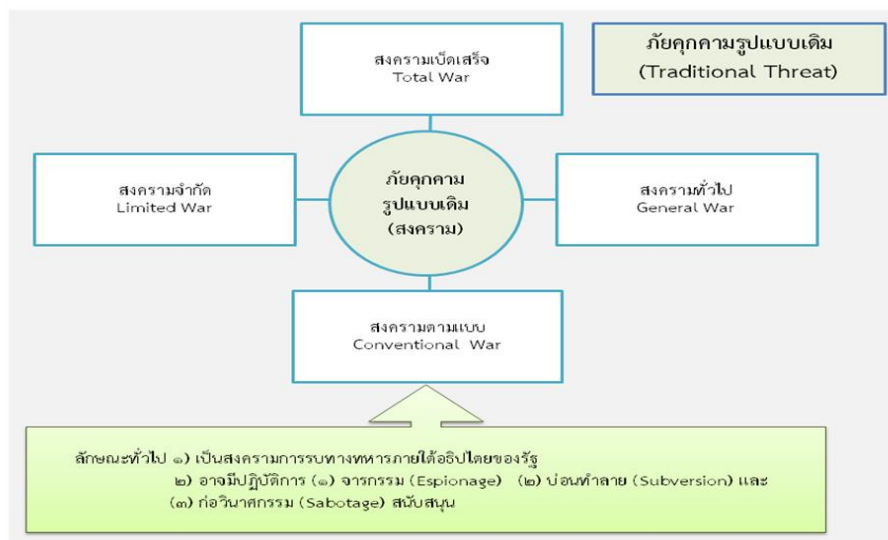 ภัยคุกคามรูปแบบเดิม
(Traditional Threat)
สงครามเบ็ดเสร็จ
Total War
สงครามจำกัด
Limited War
ภัยคุกคาม
รูปแบบเดิม
(สงคราม)
สงครามทั่วไป
General War
สงครามตามแบบ
Conventional War
ลักษณะทั่วไป ๑) เป็นสงครามการรบทางทหารภายใต้อธิปไตยของรัฐ
๒) อาจมีปฏิบัติการ (๑) จารกรรม (Espionage) (๒) บ่อนทำลาย (Subversion) และ
(๓) ก่อวินาศกรรม (Sabotage) สนับสนุน